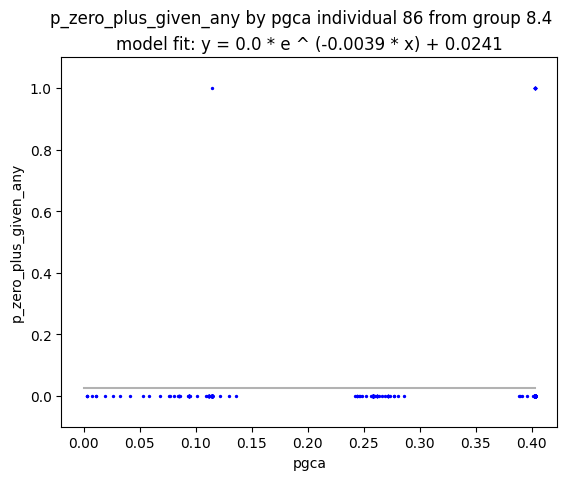 p_zero_plus_given_any by pgca individual 86 from group 8.4
model fit: y = 0.0 * e ^ (-0.0039 * x) + 0.0241
1.0
0.8
0.6
0.4
0.2
0.0
p_zero_plus_given_any
0.00 0.05 0.10 0.15 0.20 0.25 0.30 0.35 0.40
pgca